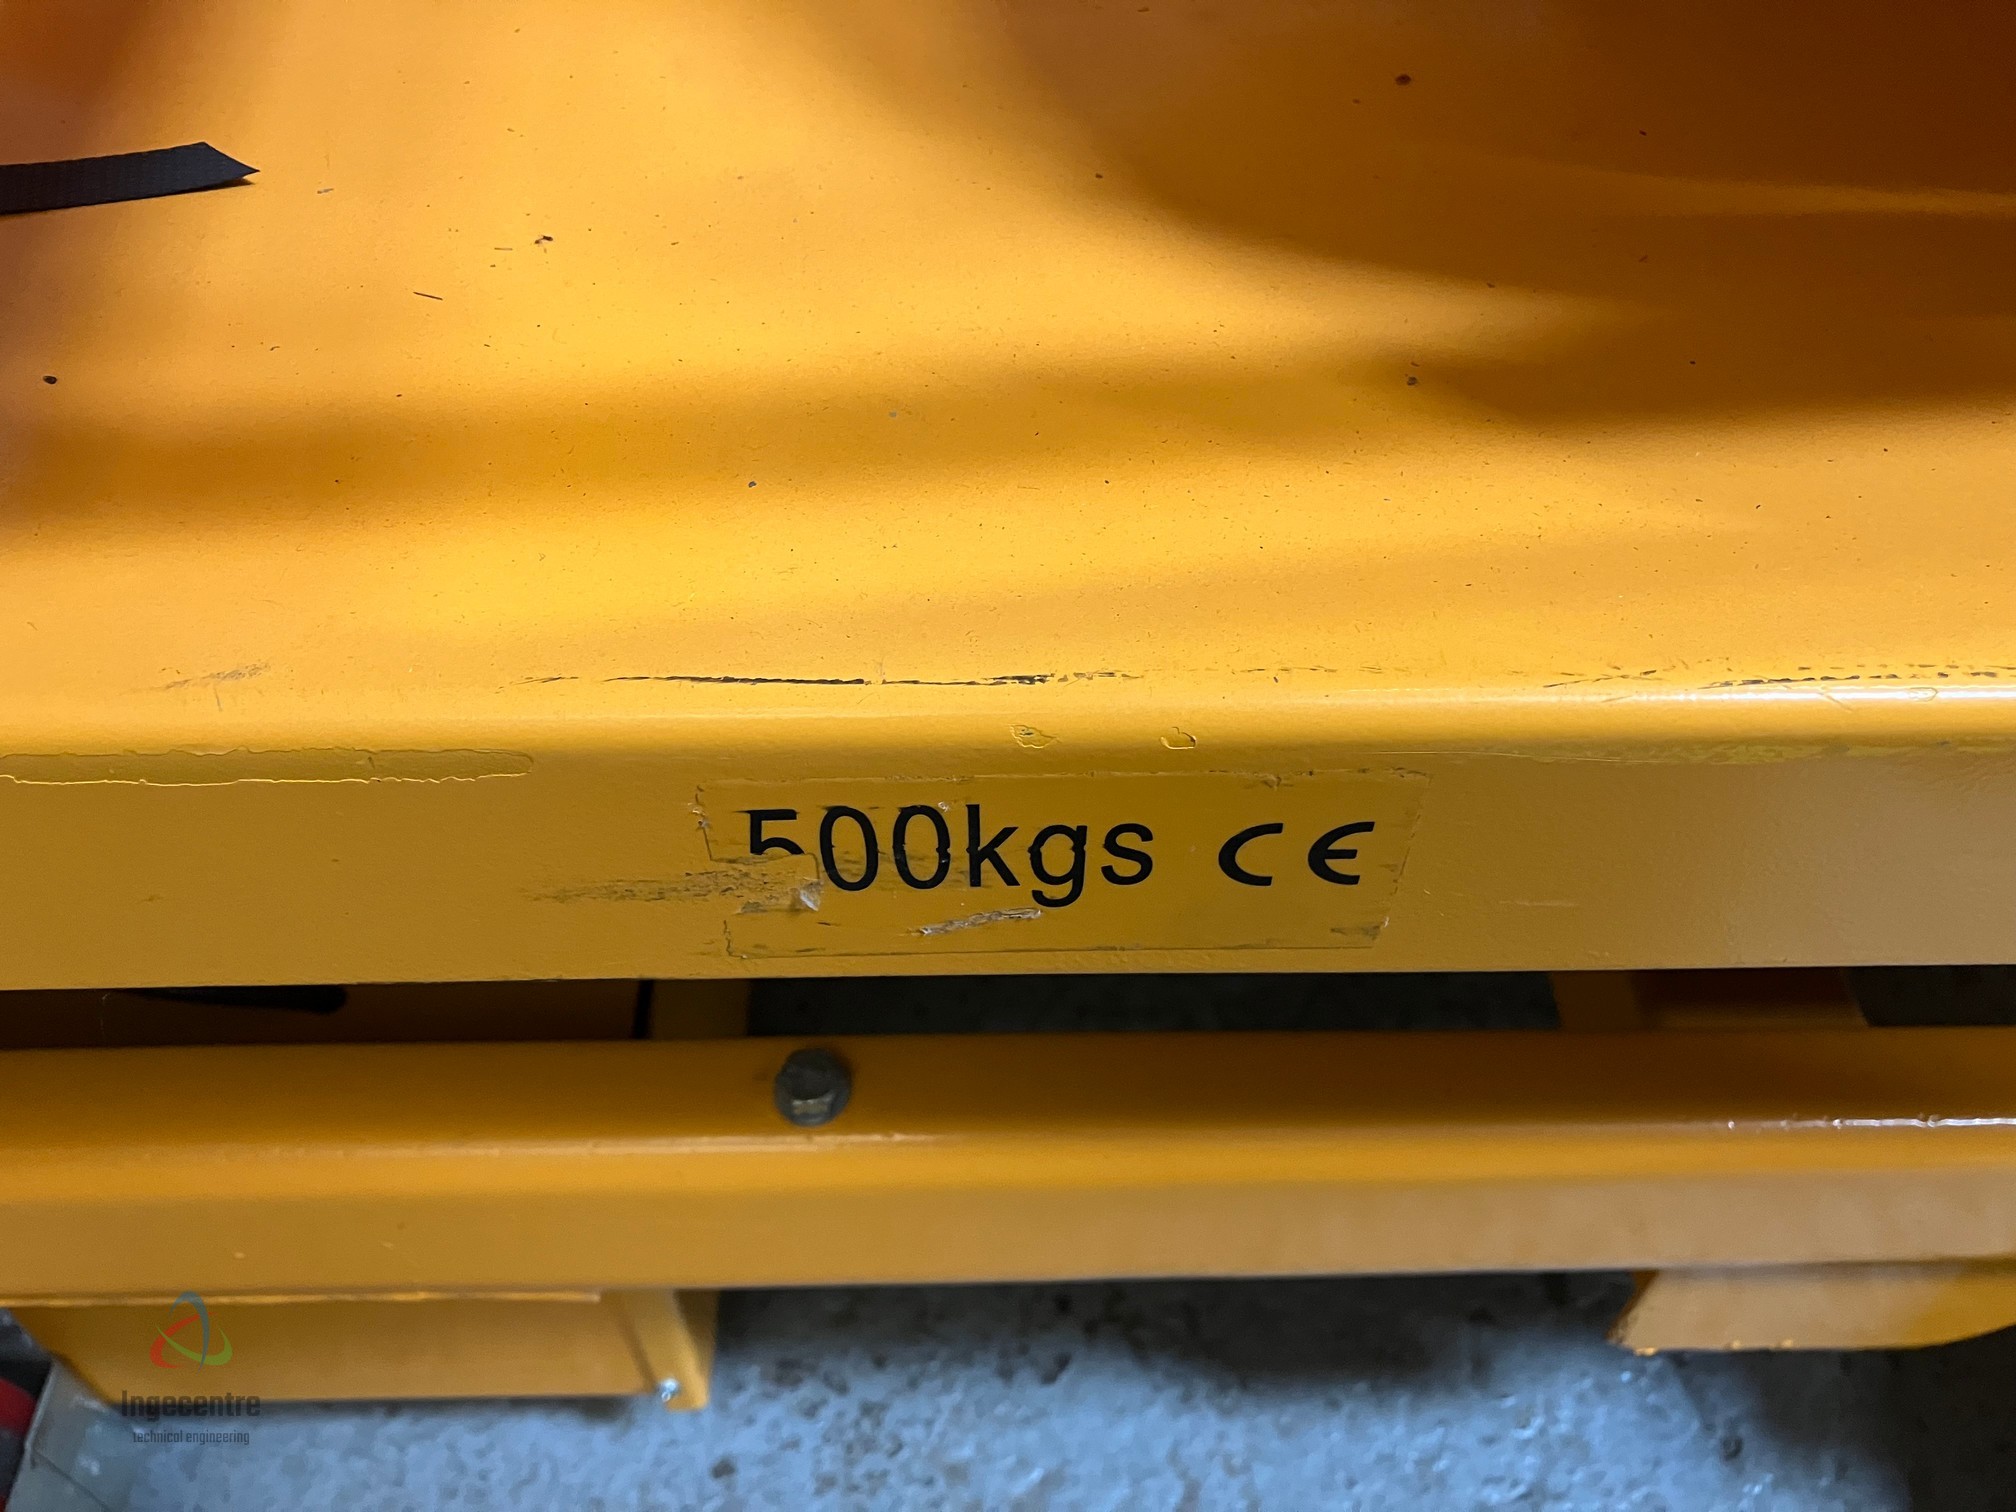 500kgs CE
Ingecentre
technical engineering